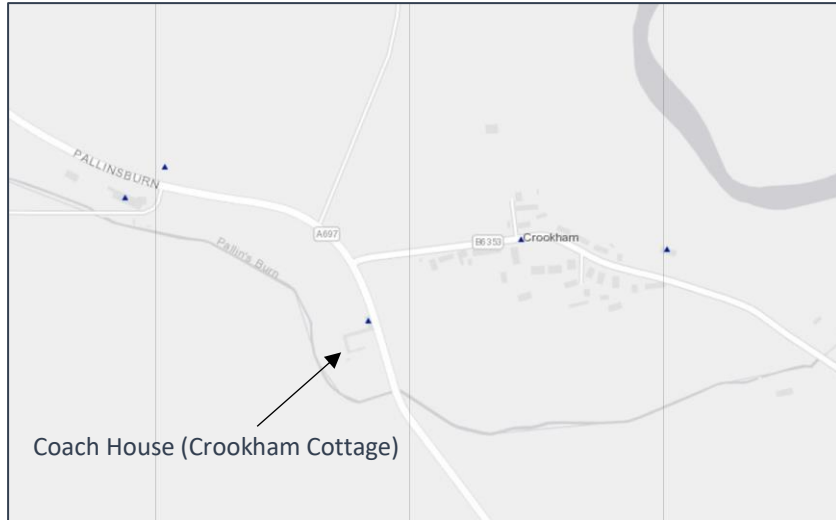 PALLINSBURN
A697
Pallin's Burn
B6353
Crookham
Coach House (Crookham Cottage)